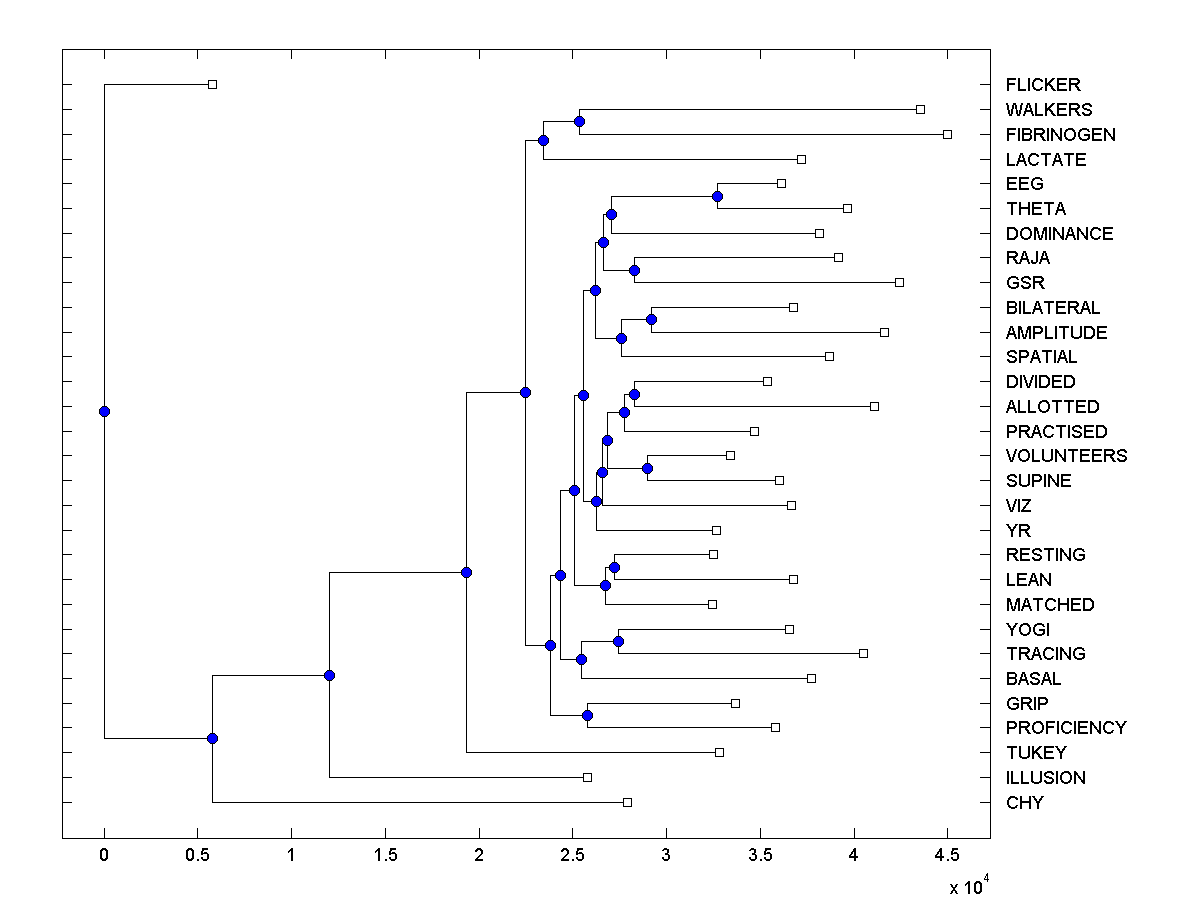 FLICKER
WALKERS
FIBRINOGEN
LACTATE
EEG
THETA
DOMINANCE
RAJA
GSR
BILATERAL
AMPLITUDE
SPATIAL
DIVIDED
ALLOTTED
PRACTISED
VOLUNTEERS
SUPINE
VIZ
YR
RESTING
LEAN
MATCHED
YOGI
TRACING
BASAL
GRIP
PROFICIENCY
TUKEY
ILLUSION
CHY
0 0.5 1 1.5 2 2.5 3 3.5 4 4.5
x 10^4